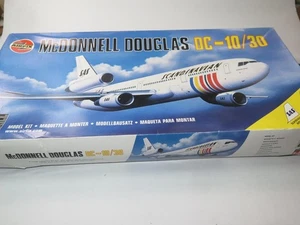 AIRFIX
McDONNELL DOUGLAS DC-10/30
SAS
SCANDINAVIAN
MODEL KIT • MAQUETTE A MONTER • MODELLBAUSATZ • MAQUETA PARA MONTAR
McDONNELL DOUGLAS DC-10/30